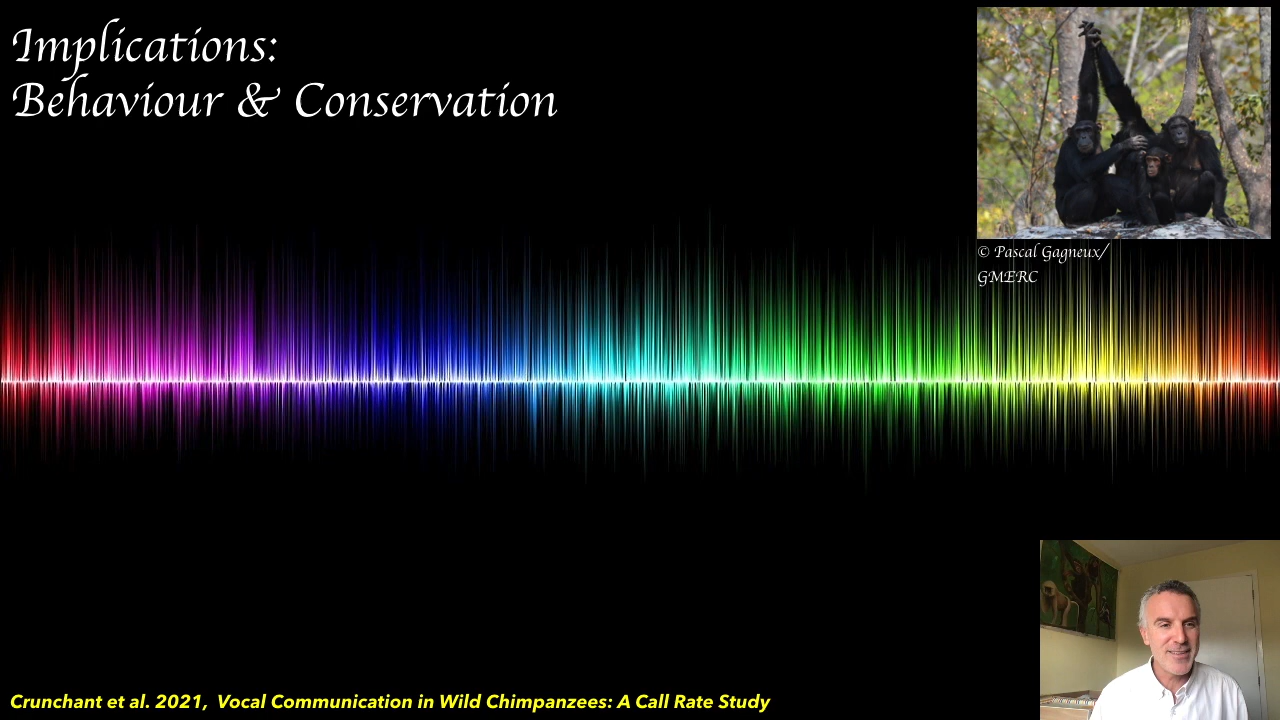 Implications:
Behaviour & Conservation
© Pascal Gagneux/
GMERC
Crunchant et al. 2021, Vocal Communication in Wild Chimpanzees: A Call Rate Study